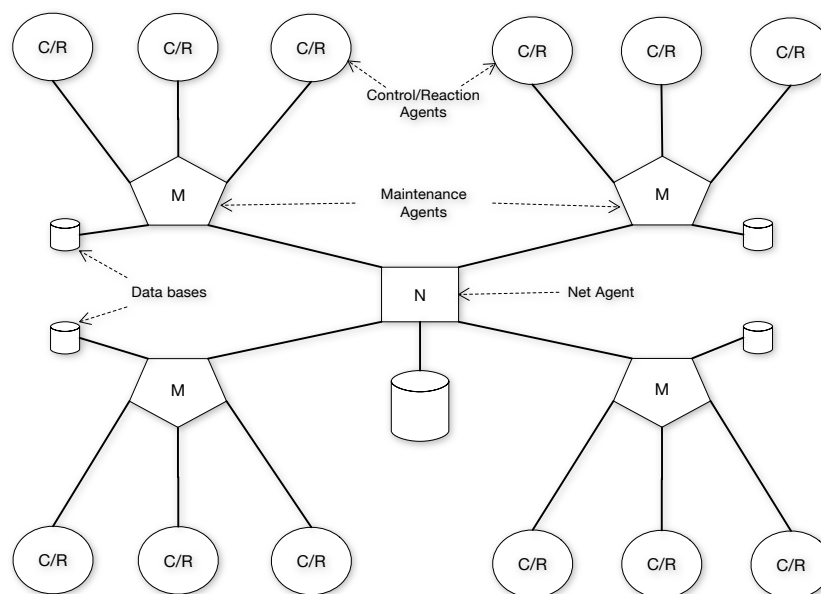 C/R
C/R
C/R
C/R
C/R
C/R
Control/Reaction
Agents
M
Maintenance
Agents
M
Data bases
N
Net Agent
M
M
C/R
C/R
C/R
C/R
C/R
C/R